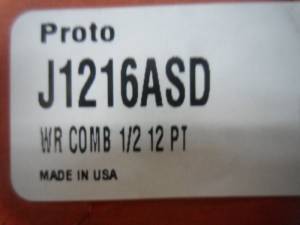 Proto
J1216ASD
WR COMB 1/2 12 PT
MADE IN USA